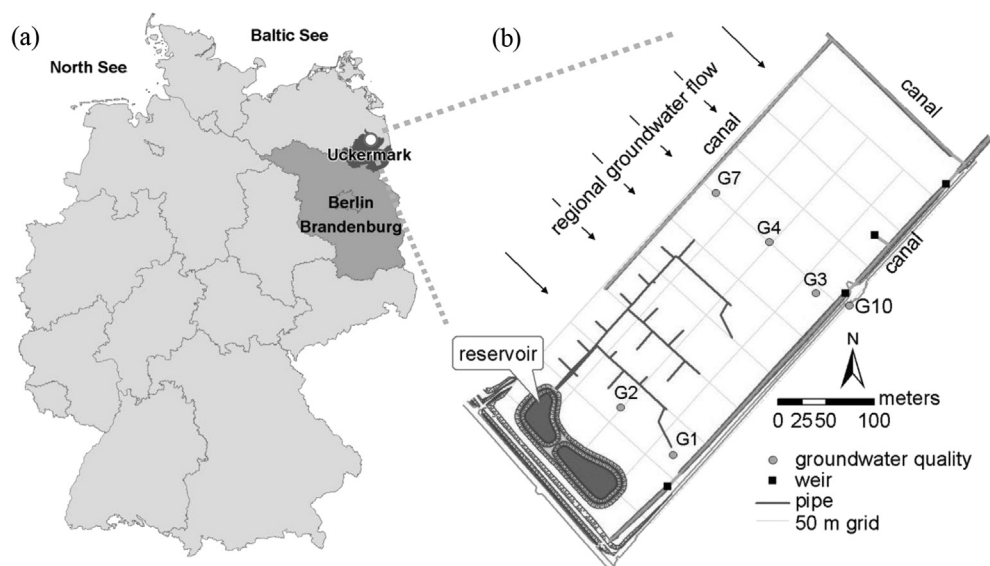 (a)
North See
Baltic See
Uckermark
Berlin
Brandenburg
(b)
regional groundwater flow
canal
canal
canal
G7
G4
G3
G10
G2
G1
reservoir
N
meters
0 25 50 100
groundwater quality
weir
pipe
50 m grid